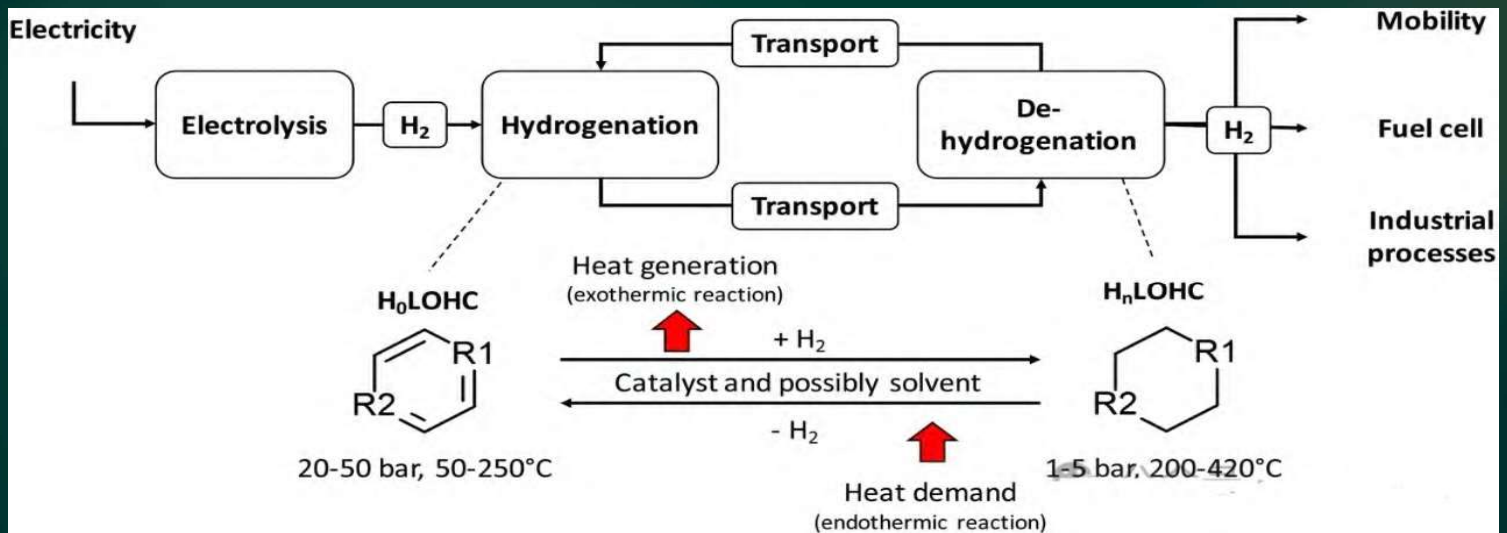 Electricity
Transport
Mobility
Electrolysis
H₂
Hydrogenation
De-
hydrogenation
H₂
Fuel cell
Transport
Industrial
processes
Heat generation
(exothermic reaction)
H₀LOHC
HₙLOHC
R1
R2
+ H₂
Catalyst and possibly solvent
- H₂
R1
R2
20-50 bar, 50-250°C
1-5 bar, 200-420°C
Heat demand
(endothermic reaction)